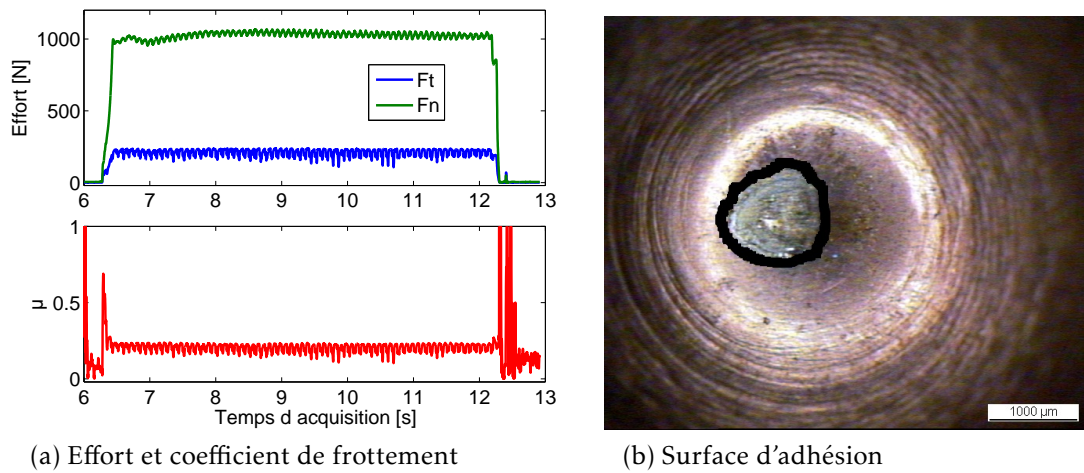 1000
500
0
Effort [N]
Ft
Fn
6 7 8 9 10 11 12 13
1
0.5
0
µ
6 7 8 9 10 11 12 13
Temps d acquisition [s]
1000 µm
(a) Effort et coefficient de frottement
(b) Surface d'adhésion